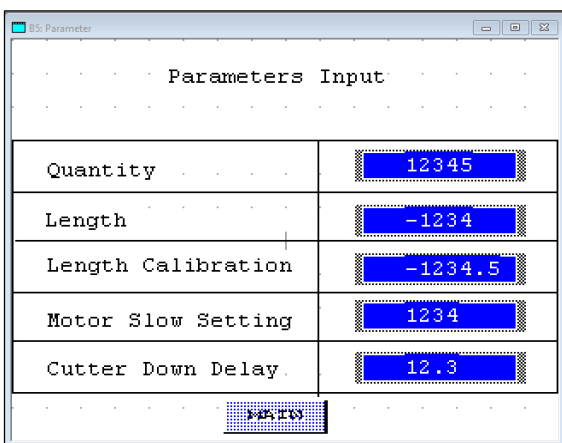 B5: Parameter
Parameters Input
Quantity 12345
Length -1234
Length Calibration -1234.5
Motor Slow Setting 1234
Cutter Down Delay 12.3
MAIN